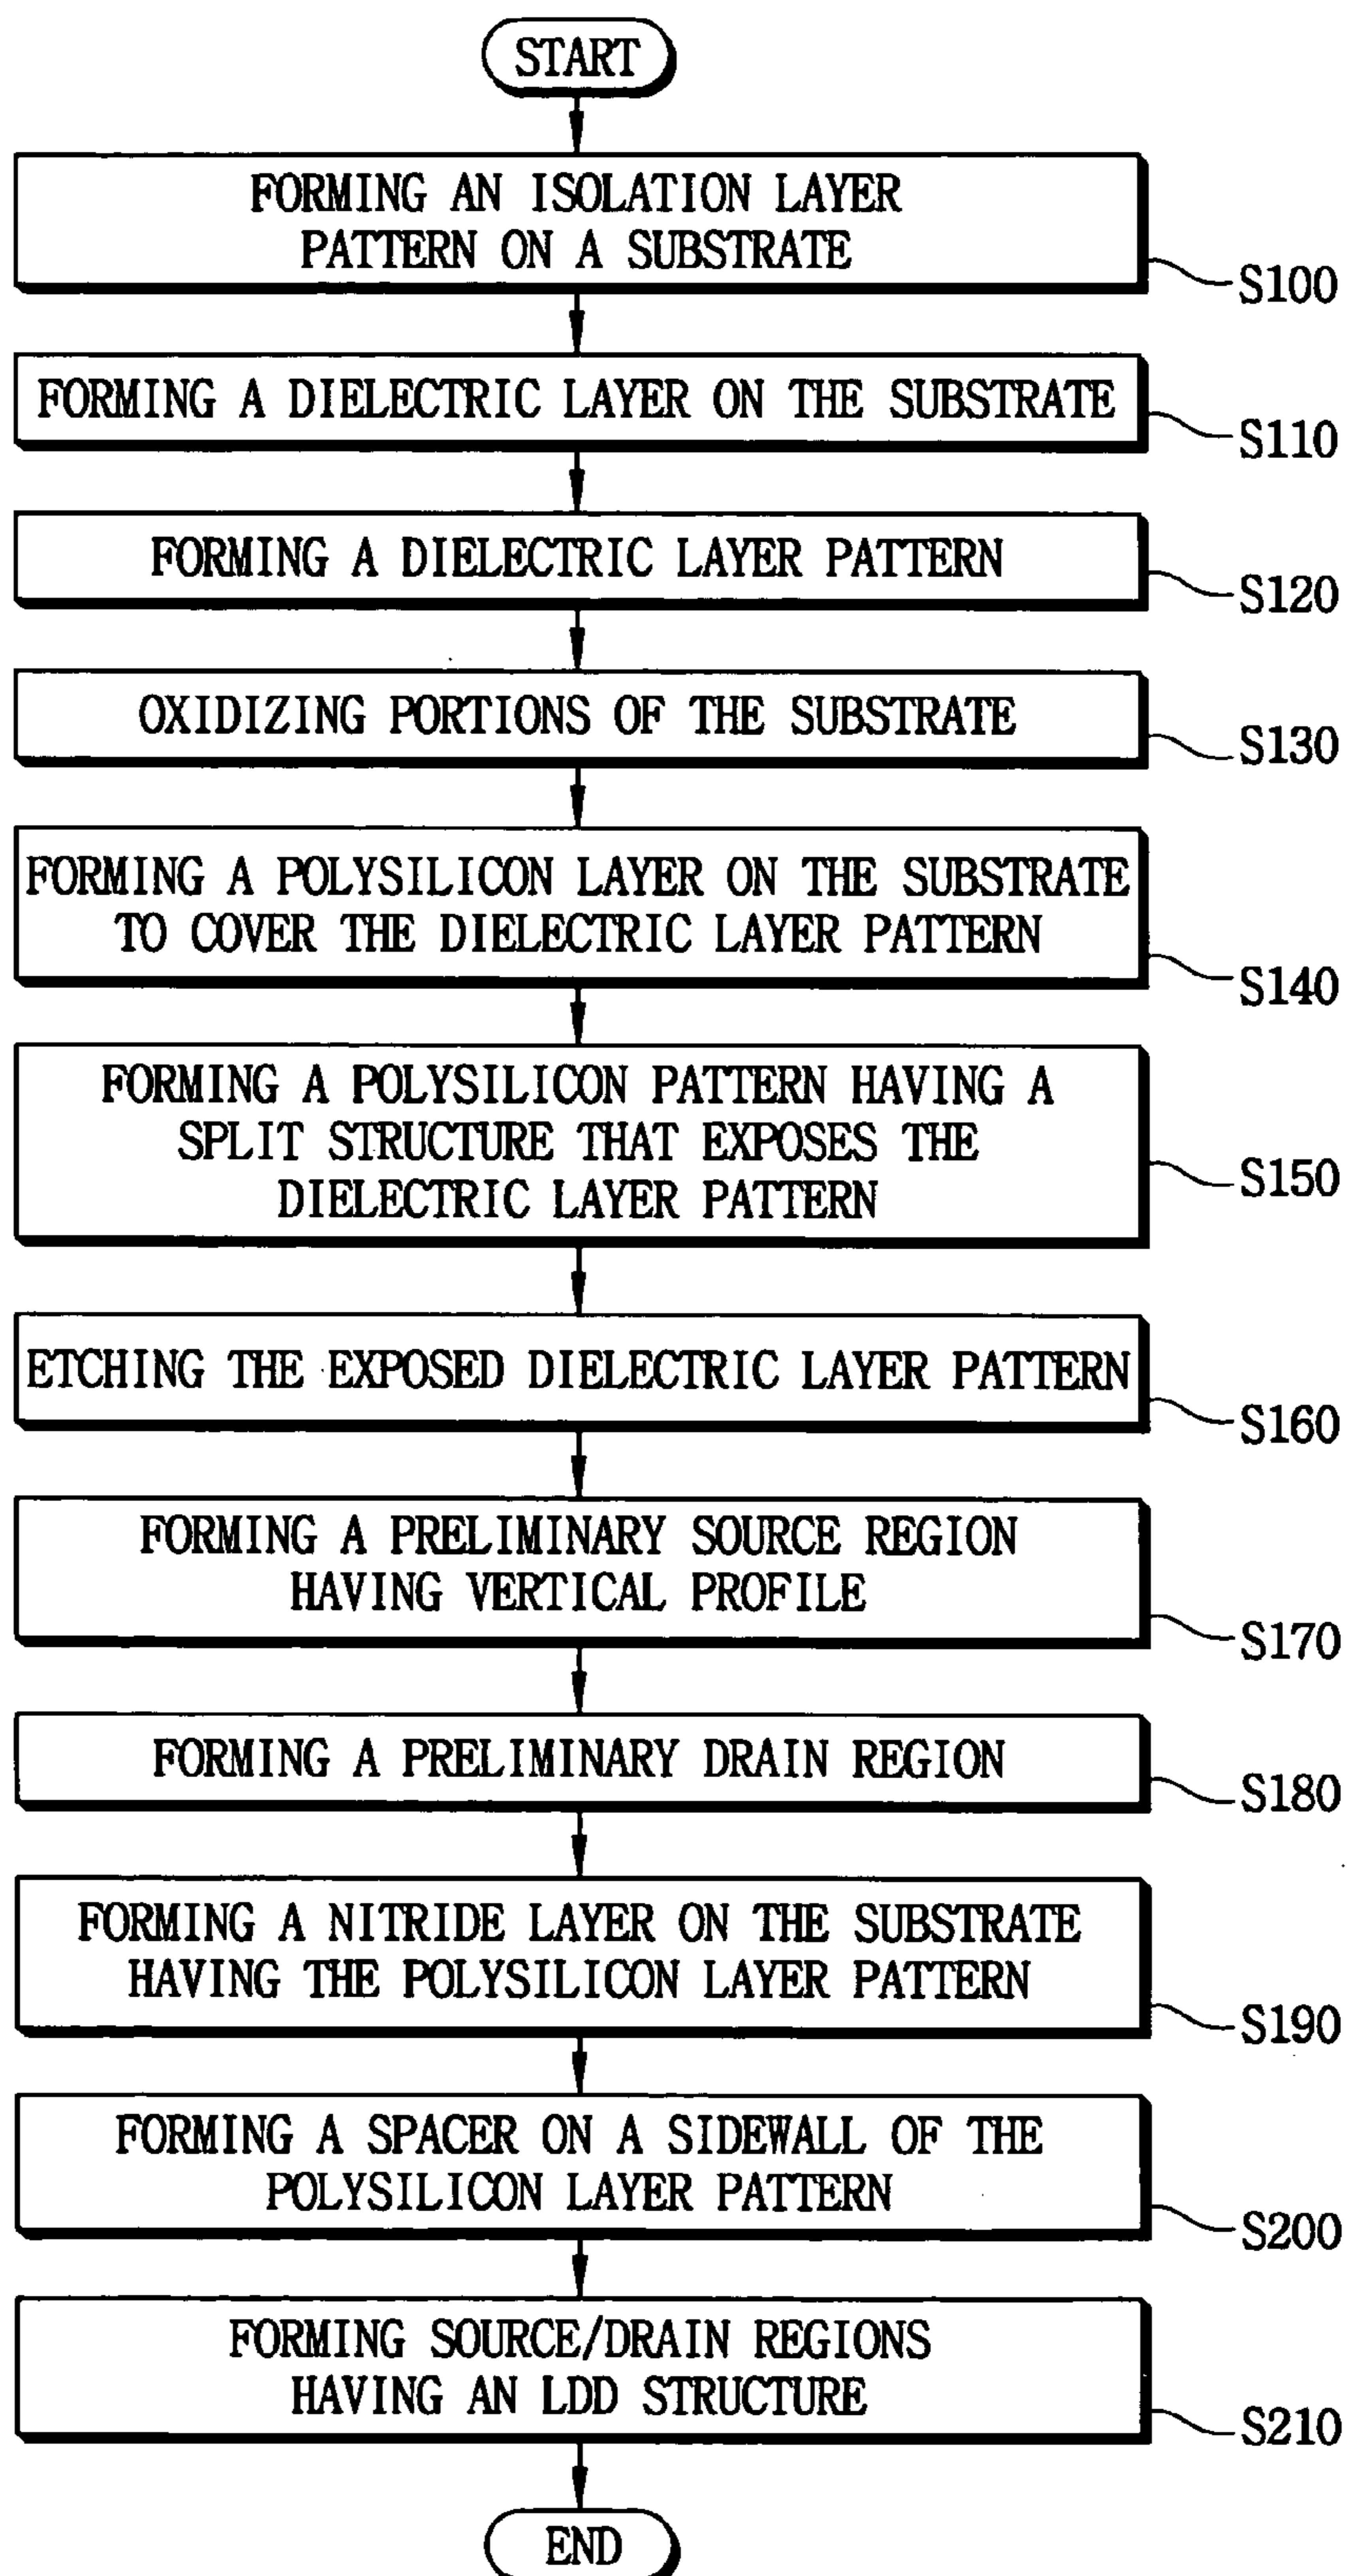 START
FORMING AN ISOLATION LAYER
PATTERN ON A SUBSTRATE
S100
FORMING A DIELECTRIC LAYER ON THE SUBSTRATE
S110
FORMING A DIELECTRIC LAYER PATTERN
S120
OXIDIZING PORTIONS OF THE SUBSTRATE
S130
FORMING A POLYSILICON LAYER ON THE SUBSTRATE
TO COVER THE DIELECTRIC LAYER PATTERN
S140
FORMING A POLYSILICON PATTERN HAVING A
SPLIT STRUCTURE THAT EXPOSES THE
DIELECTRIC LAYER PATTERN
S150
ETCHING THE EXPOSED DIELECTRIC LAYER PATTERN
S160
FORMING A PRELIMINARY SOURCE REGION
HAVING VERTICAL PROFILE
S170
FORMING A PRELIMINARY DRAIN REGION
S180
FORMING A NITRIDE LAYER ON THE SUBSTRATE
HAVING THE POLYSILICON LAYER PATTERN
S190
FORMING A SPACER ON A SIDEWALL OF THE
POLYSILICON LAYER PATTERN
S200
FORMING SOURCE/DRAIN REGIONS
HAVING AN LDD STRUCTURE
S210
END